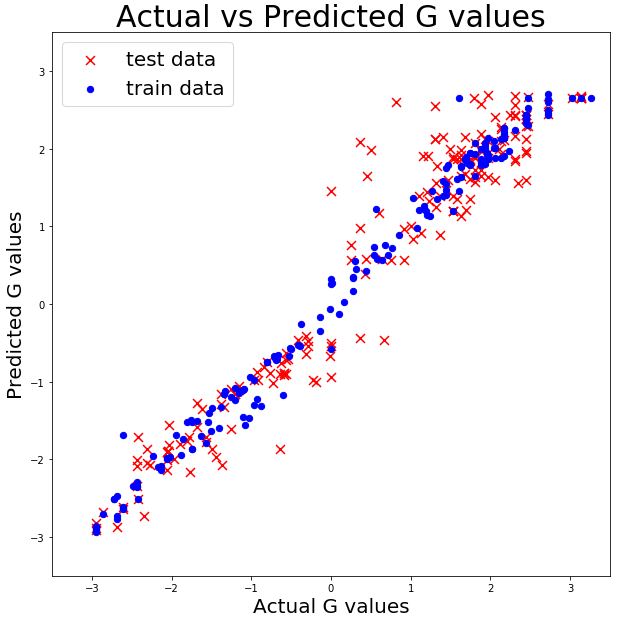 Actual vs Predicted G values
test data
train data
3
2
1
0
−1
−2
−3
Predicted G values
−3 −2 −1 0 1 2 3
Actual G values